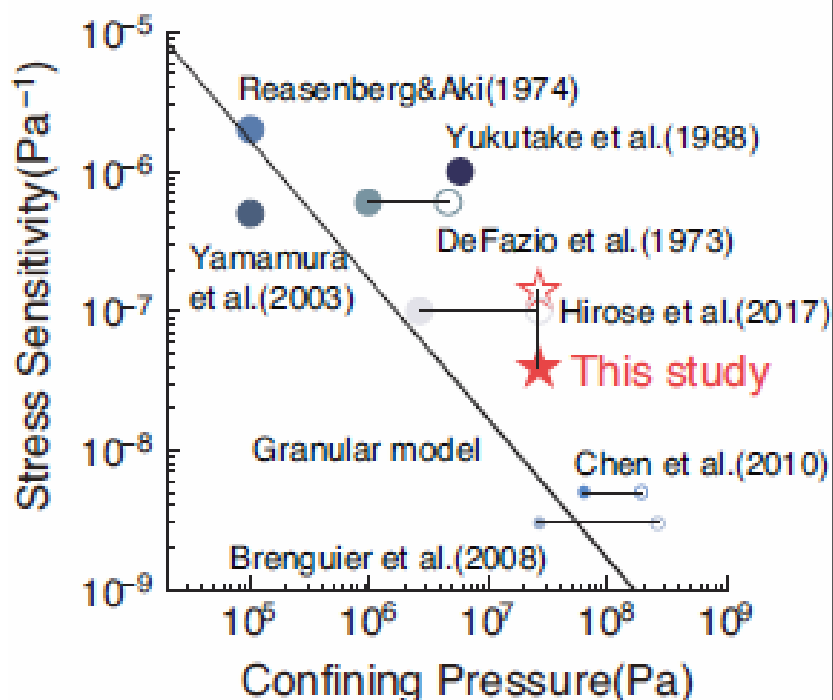 10⁻⁵
Reasenberg&Aki(1974)
Yukutake et al.(1988)
10⁻⁶
DeFazio et al.(1973)
Yamamura
et al.(2003)
10⁻⁷
Hirose et al.(2017)
This study
10⁻⁸
Granular model
Chen et al.(2010)
Brenguier et al.(2008)
10⁻⁹
10⁵ 10⁶ 10⁷ 10⁸ 10⁹
Confining Pressure(Pa)
Stress Sensitivity(Pa⁻¹)